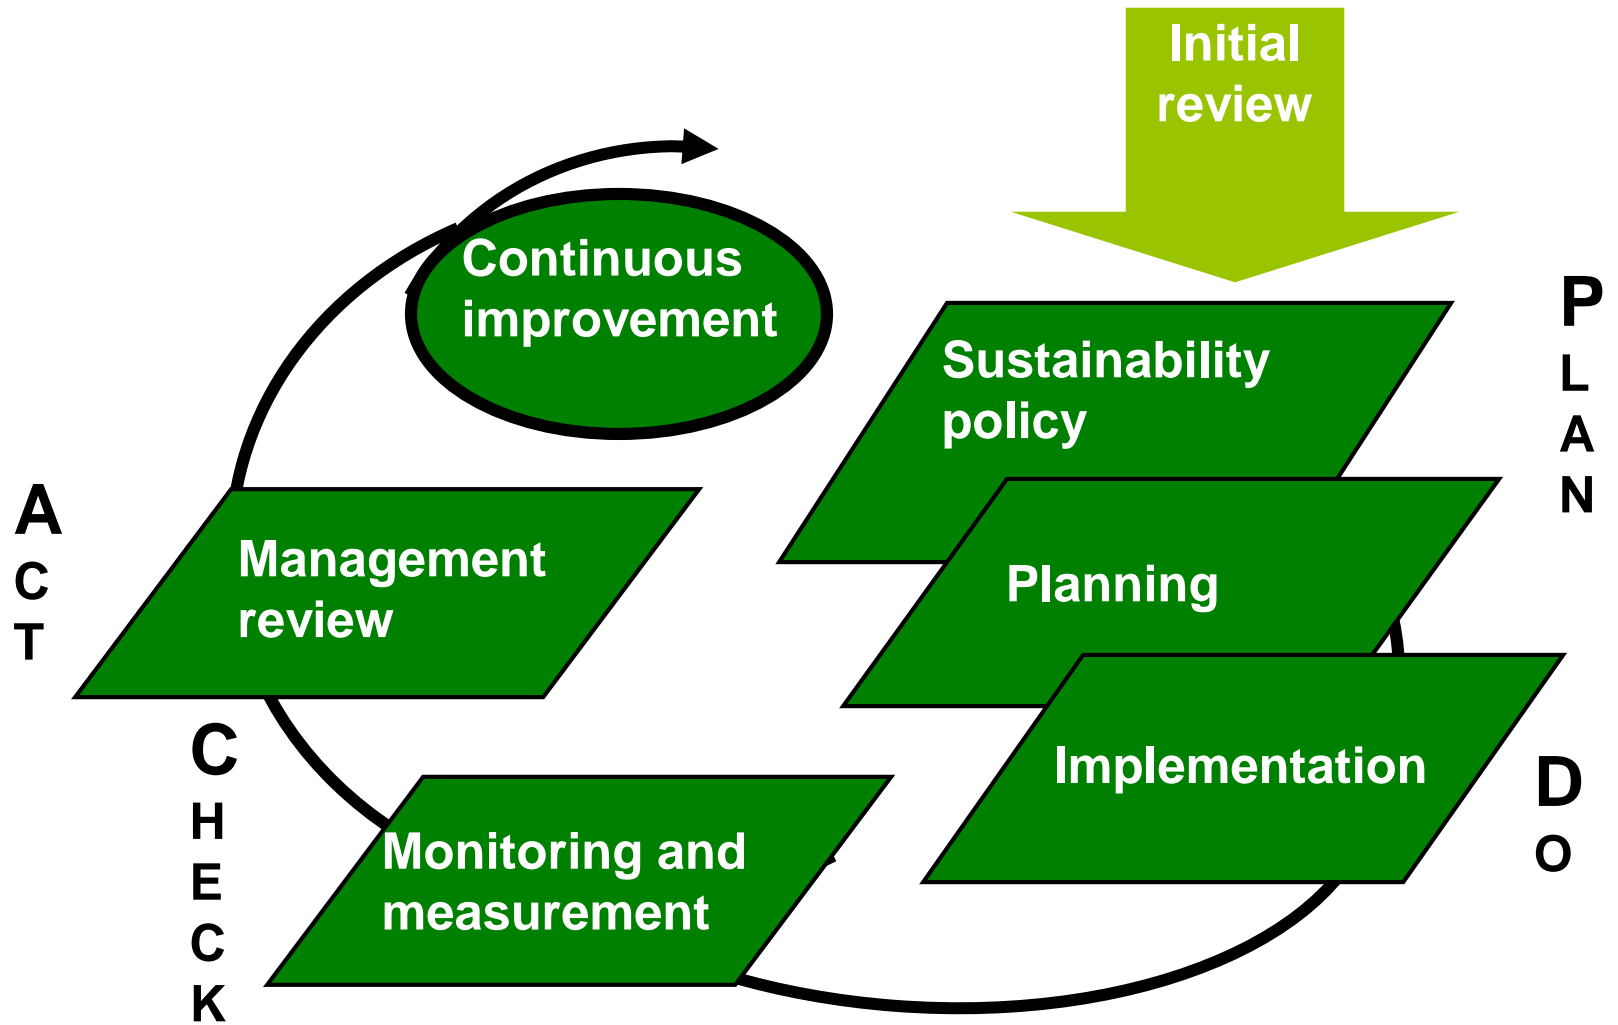 Initial
review
Continuous
improvement
Sustainability
policy
P
L
A
N
Planning
Management
review
A
C
T
Implementation
D
O
Monitoring and
measurement
C
H
E
C
K